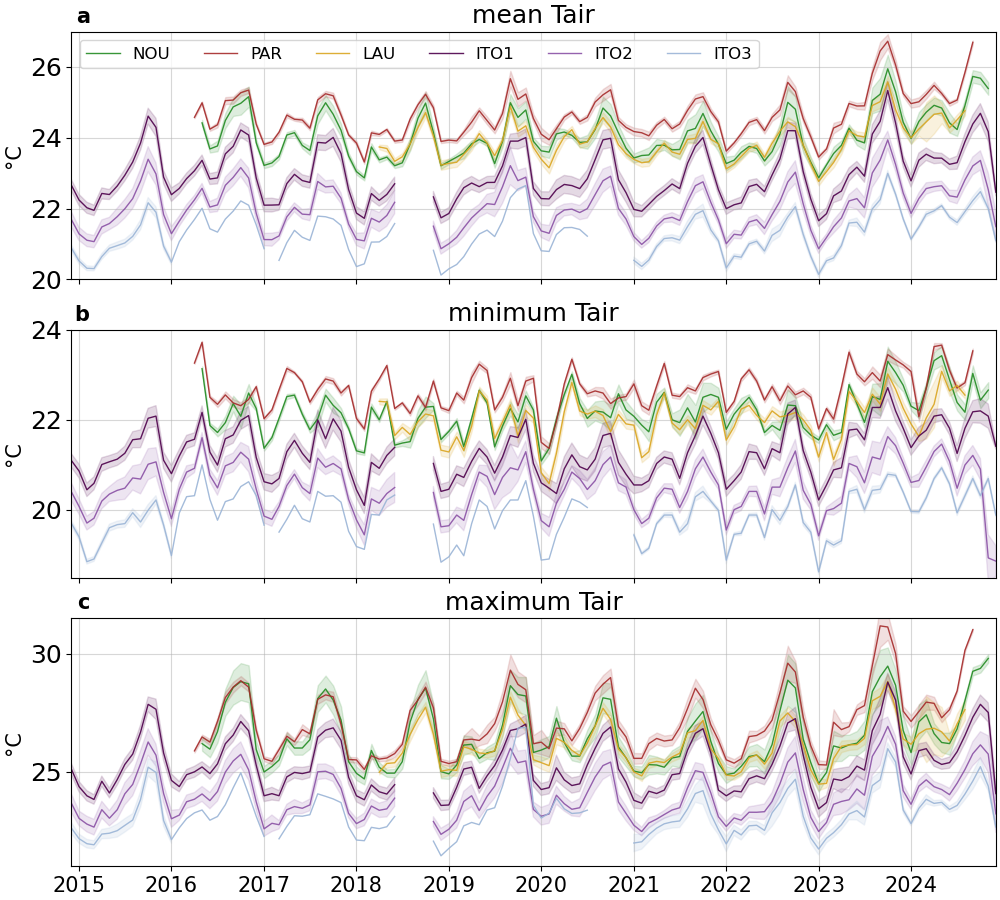 a mean Tair
NOU PAR LAU ITO1 ITO2 ITO3
26
24
22
20
°C
b minimum Tair
24
22
20
°C
c maximum Tair
30
25
°C
2015 2016 2017 2018 2019 2020 2021 2022 2023 2024